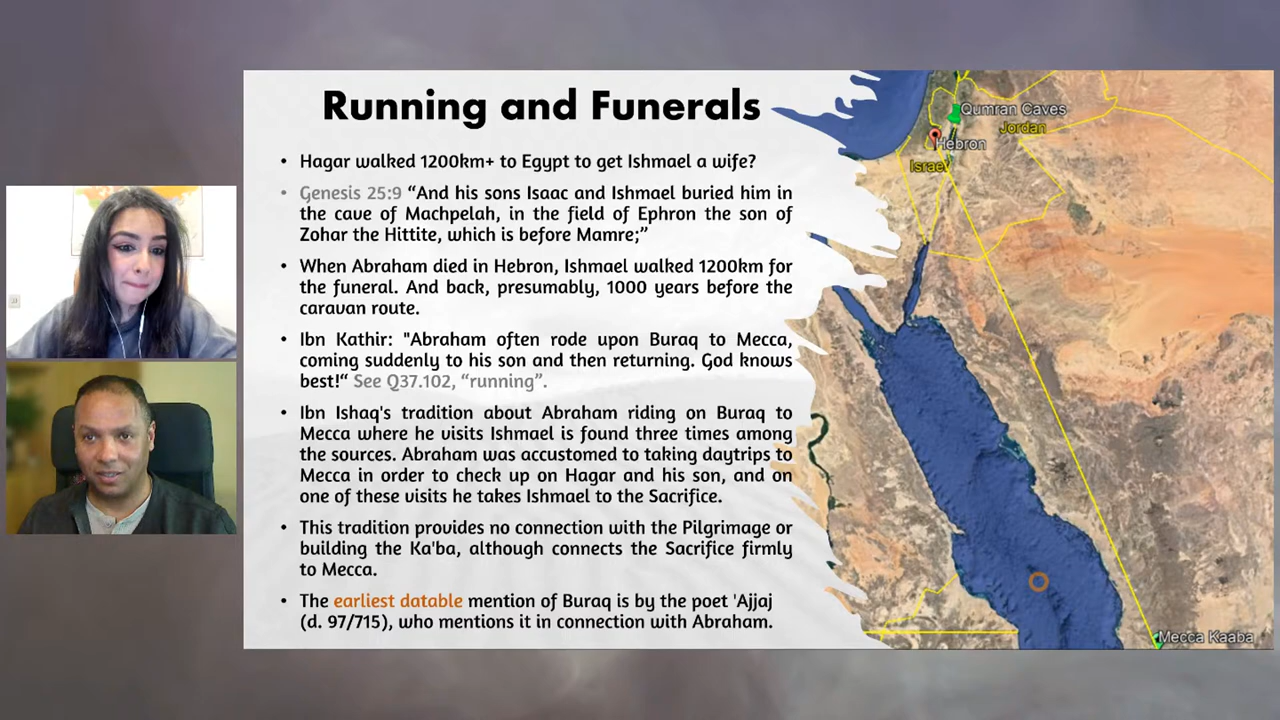 Running and Funerals
• Hagar walked 1200km+ to Egypt to get Ishmael a wife?
• Genesis 25:9 “And his sons Isaac and Ishmael buried him in
the cave of Machpelah, in the field of Ephron the son of
Zohar the Hittite, which is before Mamre;”
• When Abraham died in Hebron, Ishmael walked 1200km for
the funeral. And back, presumably, 1000 years before the
caravan route.
• Ibn Kathir: "Abraham often rode upon Buraq to Mecca,
coming suddenly to his son and then returning. God knows
best!“ See Q37.102, “running”.
• Ibn Ishaq's tradition about Abraham riding on Buraq to
Mecca where he visits Ishmael is found three times among
the sources. Abraham was accustomed to taking daytrips to
Mecca in order to check up on Hagar and his son, and on
one of these visits he takes Ishmael to the Sacrifice.
• This tradition provides no connection with the Pilgrimage or
building the Ka'ba, although connects the Sacrifice firmly
to Mecca.
• The earliest datable mention of Buraq is by the poet 'Ajjaj
(d. 97/715), who mentions it in connection with Abraham.
Qumran Caves
Jordan
Hebron
Israel
Mecca Kaaba